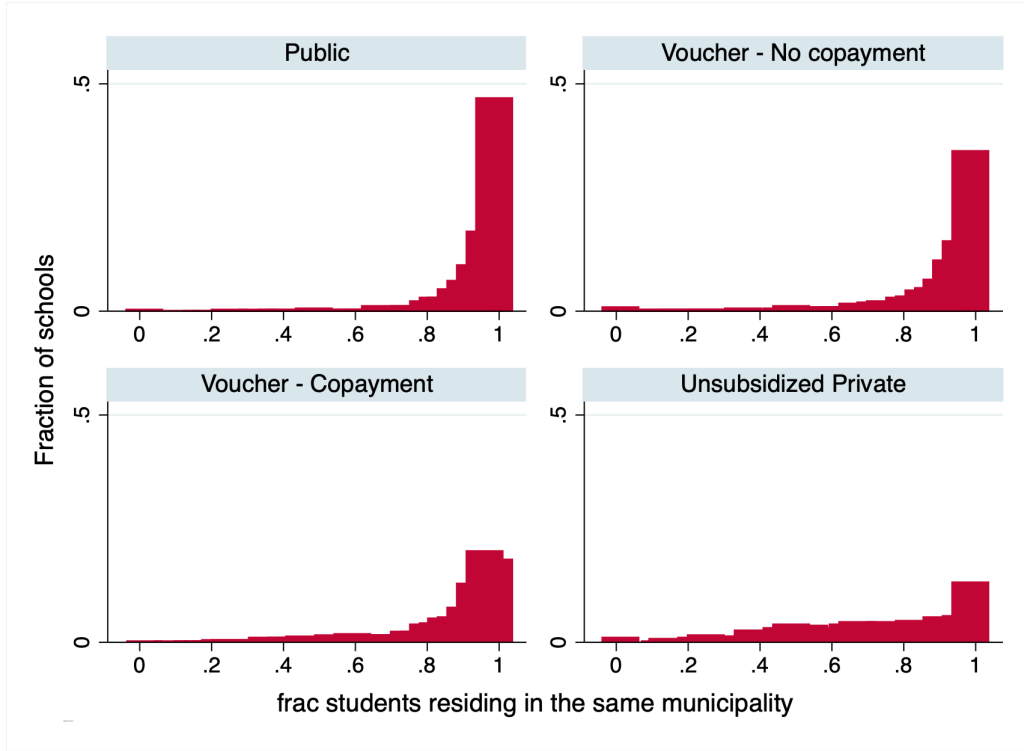 Public
Voucher - No copayment
.5
0
0 .2 .4 .6 .8 1
.5
0
0 .2 .4 .6 .8 1
Voucher - Copayment
Unsubsidized Private
.5
0
0 .2 .4 .6 .8 1
.5
0
0 .2 .4 .6 .8 1
Fraction of schools
frac students residing in the same municipality